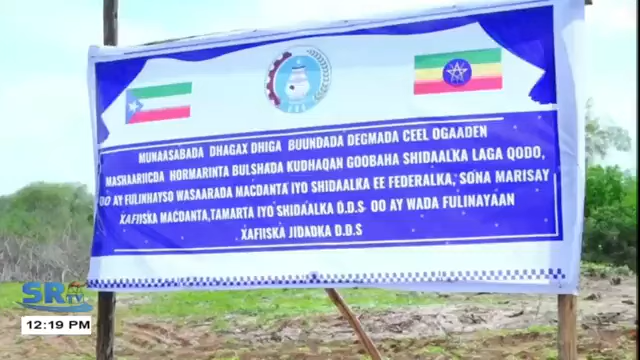 MUNAASABADA DHAGAX DHIGA BUUNDADA DEGMADA CEEL OGAADEN
MASHAARIICDA HORMARINTA BULSHADA KUDHAQAN GOOBAHA SHIDAALKA LAGA QODO,
OO AY FULINHAYSO WASAARADA MACDANTA IYO SHIDAALKA EE FEDERALKA, SONA MARISAY
XAFIISKA MACDANTA,TAMARTA IYO SHIDAALKA D.D.S OO AY WADA FULINAYAAN
XAFIISKA JIDADKA D.D.S
SRTV
12:19 PM